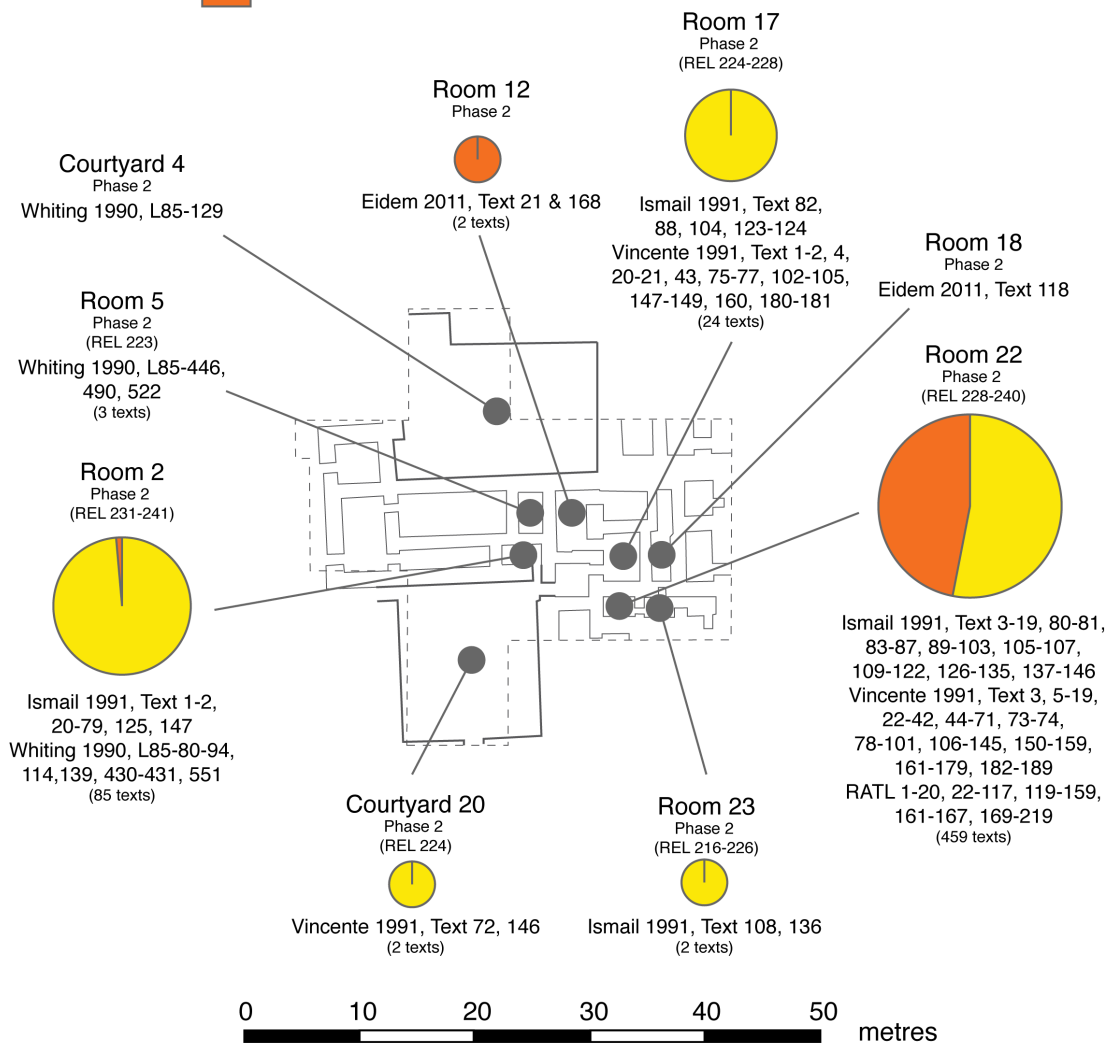 Room 17
Phase 2
(REL 224-228)
Ismail 1991, Text 82,
88, 104, 123-124
Vincente 1991, Text 1-2, 4,
20-21, 43, 75-77, 102-105,
147-149, 160, 180-181
(24 texts)
Room 12
Phase 2
Eidem 2011, Text 21 & 168
(2 texts)
Courtyard 4
Phase 2
Whiting 1990, L85-129
Room 18
Phase 2
Eidem 2011, Text 118
Room 5
Phase 2
(REL 223)
Whiting 1990, L85-446,
490, 522
(3 texts)
Room 22
Phase 2
(REL 228-240)
Ismail 1991, Text 3-19, 80-81,
83-87, 89-103, 105-107,
109-122, 126-135, 137-146
Vincente 1991, Text 3, 5-19,
22-42, 44-71, 73-74,
78-101, 106-145, 150-159,
161-179, 182-189
RATL 1-20, 22-117, 119-159,
161-167, 169-219
(459 texts)
Room 2
Phase 2
(REL 231-241)
Ismail 1991, Text 1-2,
20-79, 125, 147
Whiting 1990, L85-80-94,
114,139, 430-431, 551
(85 texts)
Courtyard 20
Phase 2
(REL 224)
Vincente 1991, Text 72, 146
(2 texts)
Room 23
Phase 2
(REL 216-226)
Ismail 1991, Text 108, 136
(2 texts)
0 10 20 30 40 50
metres